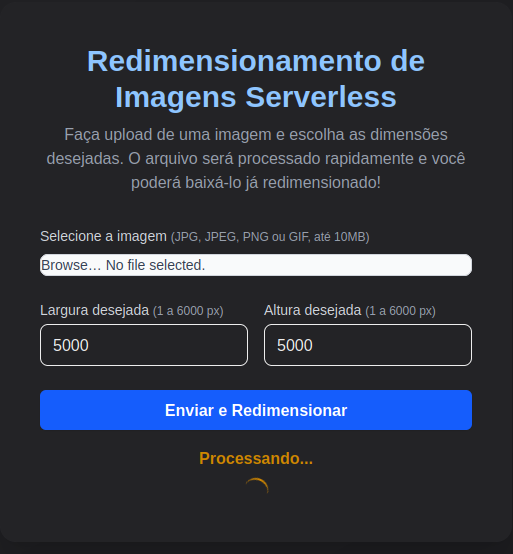 Redimensionamento de
Imagens Serverless
Faça upload de uma imagem e escolha as dimensões
desejadas. O arquivo será processado rapidamente e você
poderá baixá-lo já redimensionado!
Selecione a imagem (JPG, JPEG, PNG ou GIF, até 10MB)
Browse… No file selected.
Largura desejada (1 a 6000 px) Altura desejada (1 a 6000 px)
5000 5000
Enviar e Redimensionar
Processando...